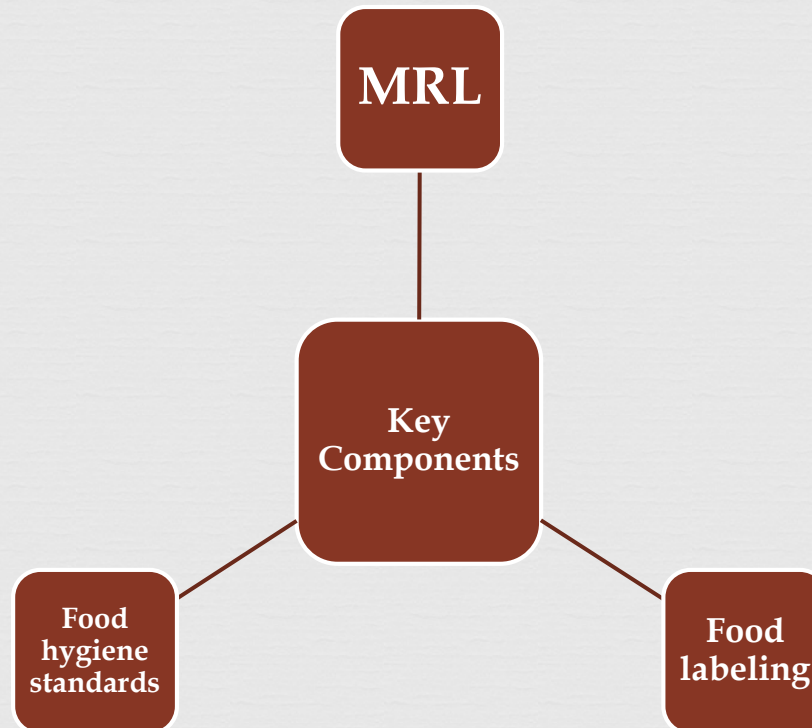 MRL
Key
Components
Food
hygiene
standards
Food
labeling